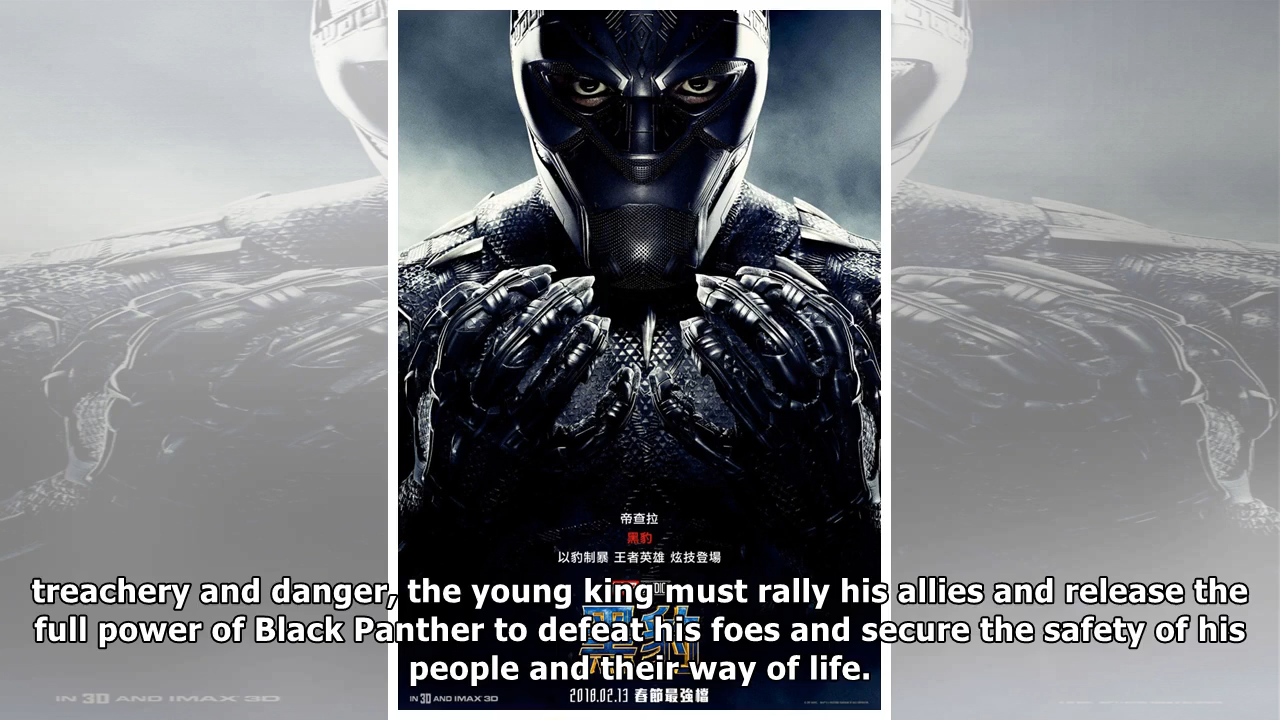 帝查拉
黑豹
以豹制暴 王者英雄 炫技登場
treachery and danger, the young king must rally his allies and release the
full power of Black Panther to defeat his foes and secure the safety of his
黑豹
people and their way of life.
IN 3D AND IMAX 3D
IN 3D AND IMAX 3D
2018.02.13 春節最強檔